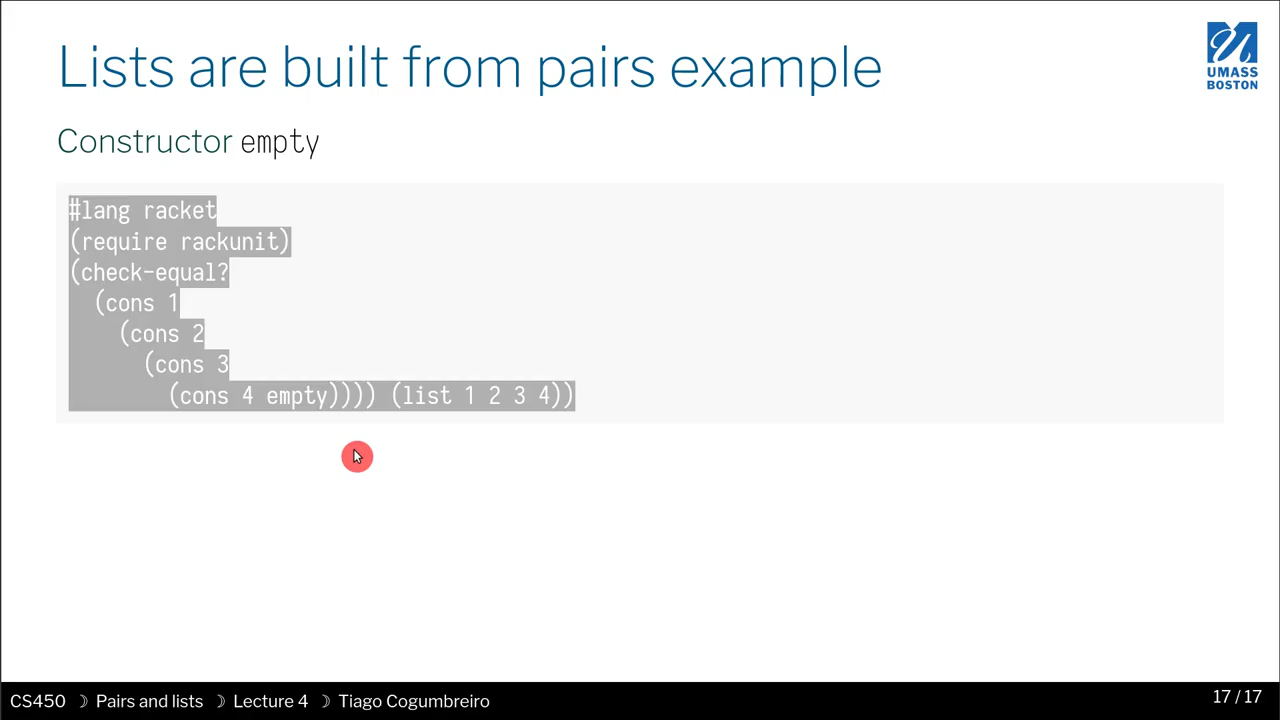 Lists are built from pairs example
UMASS
BOSTON
Constructor empty
#lang racket
(require rackunit)
(check-equal?
  (cons 1
    (cons 2
      (cons 3
        (cons 4 empty)))) (list 1 2 3 4))
CS450 ☽ Pairs and lists ☽ Lecture 4 ☽ Tiago Cogumbreiro
17 / 17